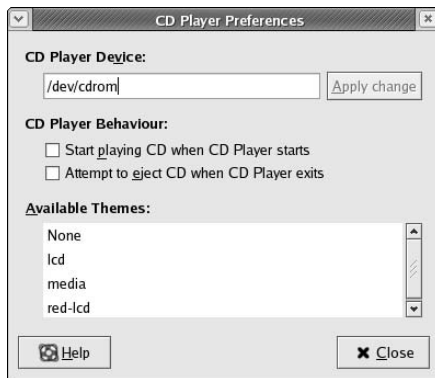 CD Player Preferences
CD Player Device:
/dev/cdrom
Apply change
CD Player Behaviour:
Start playing CD when CD Player starts
Attempt to eject CD when CD Player exits
Available Themes:
None
lcd
media
red-lcd
Help
Close